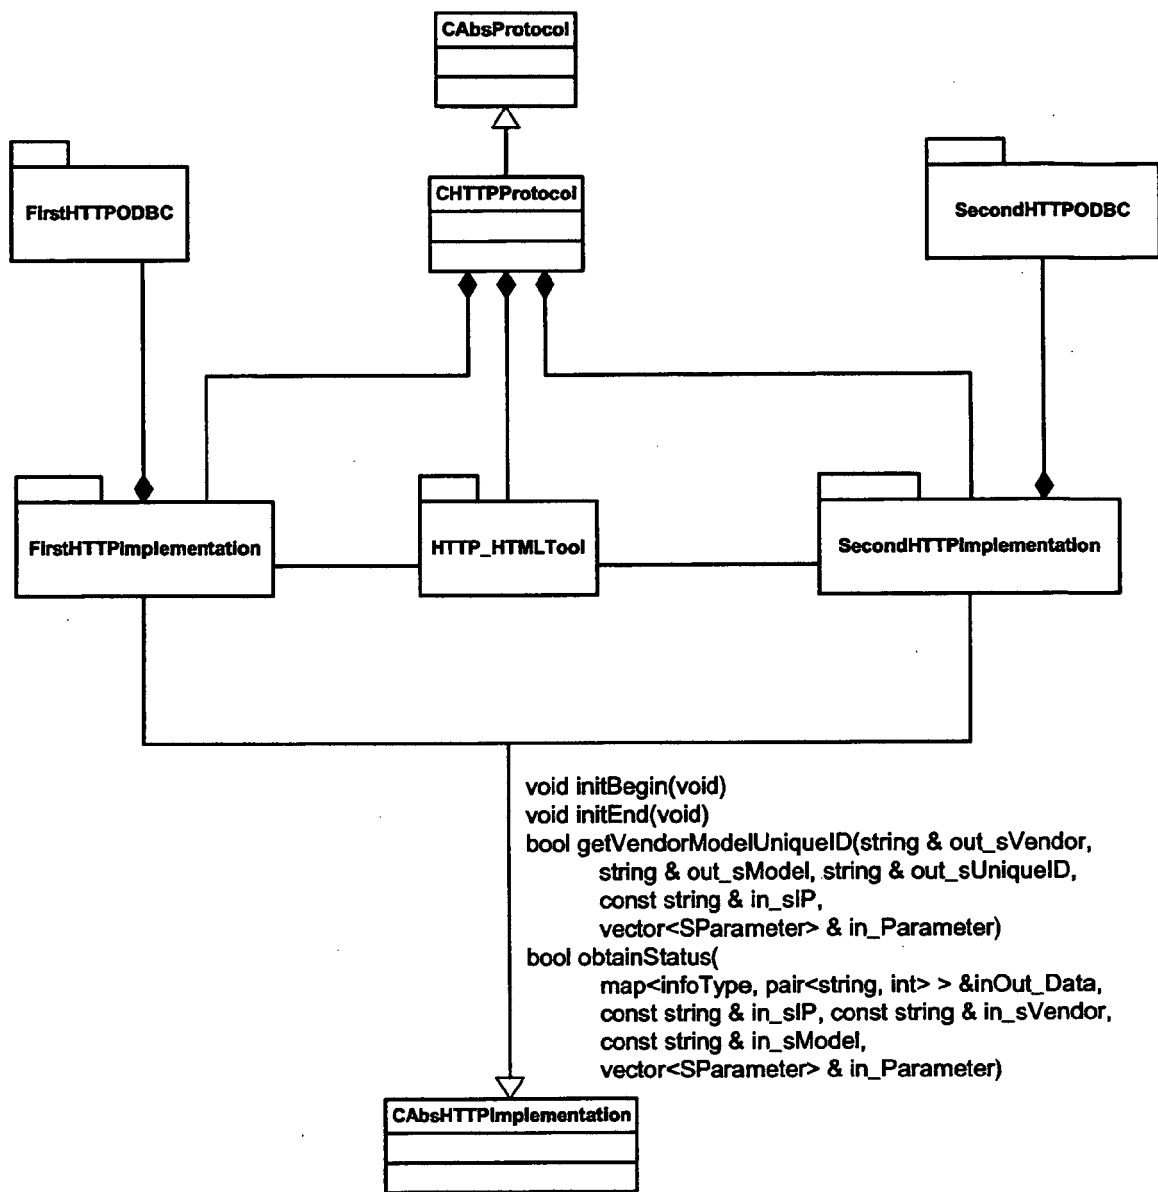 CAbsProtocol
FirstHTTPODBC
CHTTPProtocol
SecondHTTPODBC
FirstHTTPImplementation
HTTP_HTMLTool
SecondHTTPImplementation
void initBegin(void)
void initEnd(void)
bool getVendorModelUniqueID(string & out_sVendor,
string & out_sModel, string & out_sUniqueID,
const string & in_sIP,
vector<SParameter> & in_Parameter)
bool obtainStatus(
map<infoType, pair<string, int> > &inOut_Data,
const string & in_sIP, const string & in_sVendor,
const string & in_sModel,
vector<SParameter> & in_Parameter)
CAbsHTTPImplementation